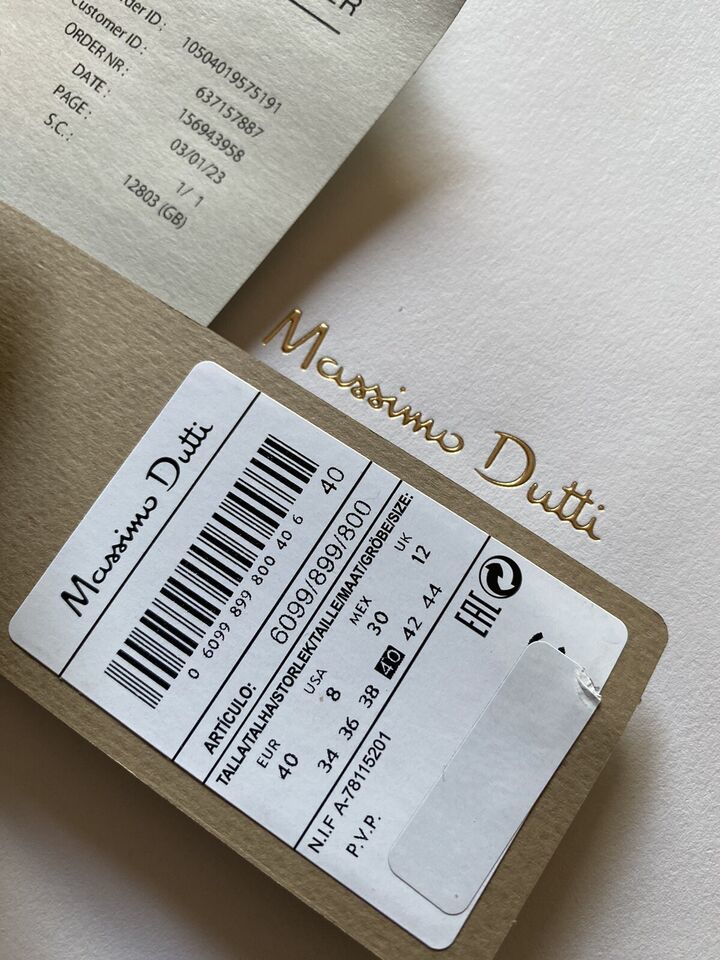 Customer ID:
ORDER NR:
DATE:
PAGE:
S.C.:
10504019575191
637157887
156943958
03/01/23
1/ 1
12803 (GB)
Massimo Dutti
Massimo Dutti
0 6099 899 800 40 6
40
ARTÍCULO: 6099/899/800
TALLA/TALHA/STORLEK/TAILLE/MAAT/GRÖBE/SIZE:
EUR USA MEX UK
40 8 30 12
34 36 38 40 42 44
N.I.F A-78115201
P.V.P.
EAC